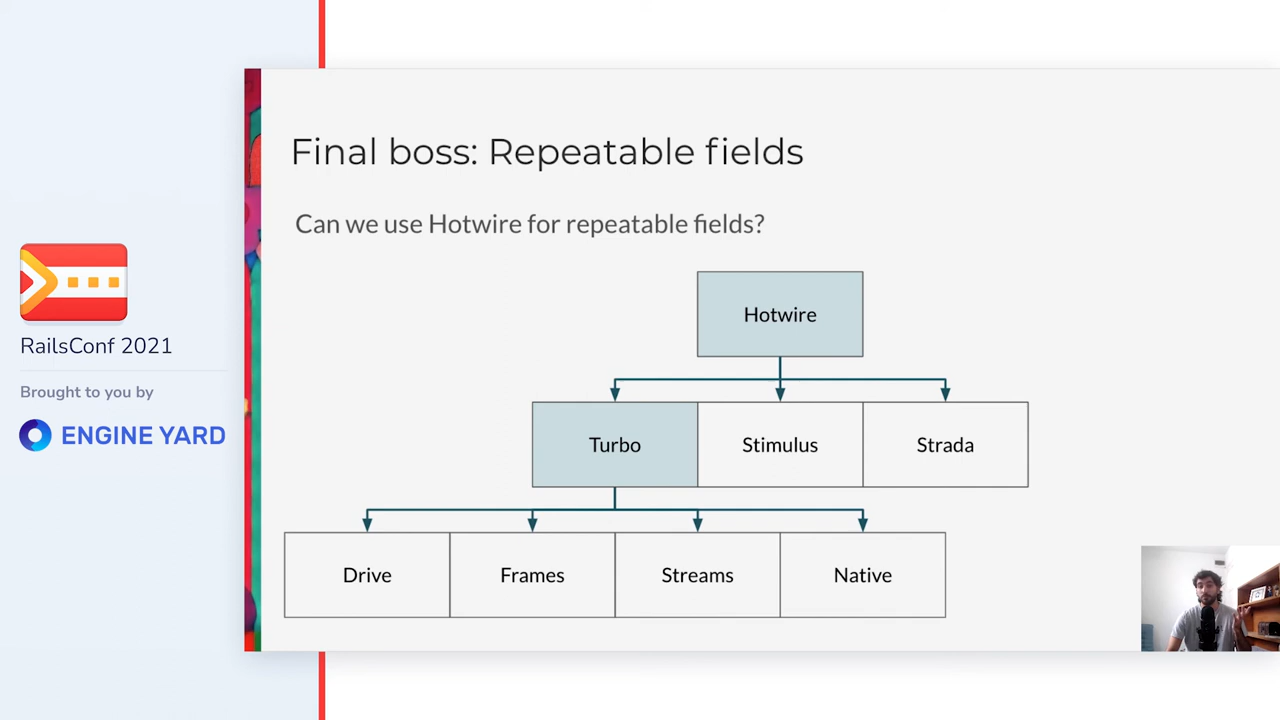 Final boss: Repeatable fields
Can we use Hotwire for repeatable fields?
Hotwire
Turbo
Stimulus
Strada
Drive
Frames
Streams
Native
RailsConf 2021
Brought to you by
ENGINE YARD